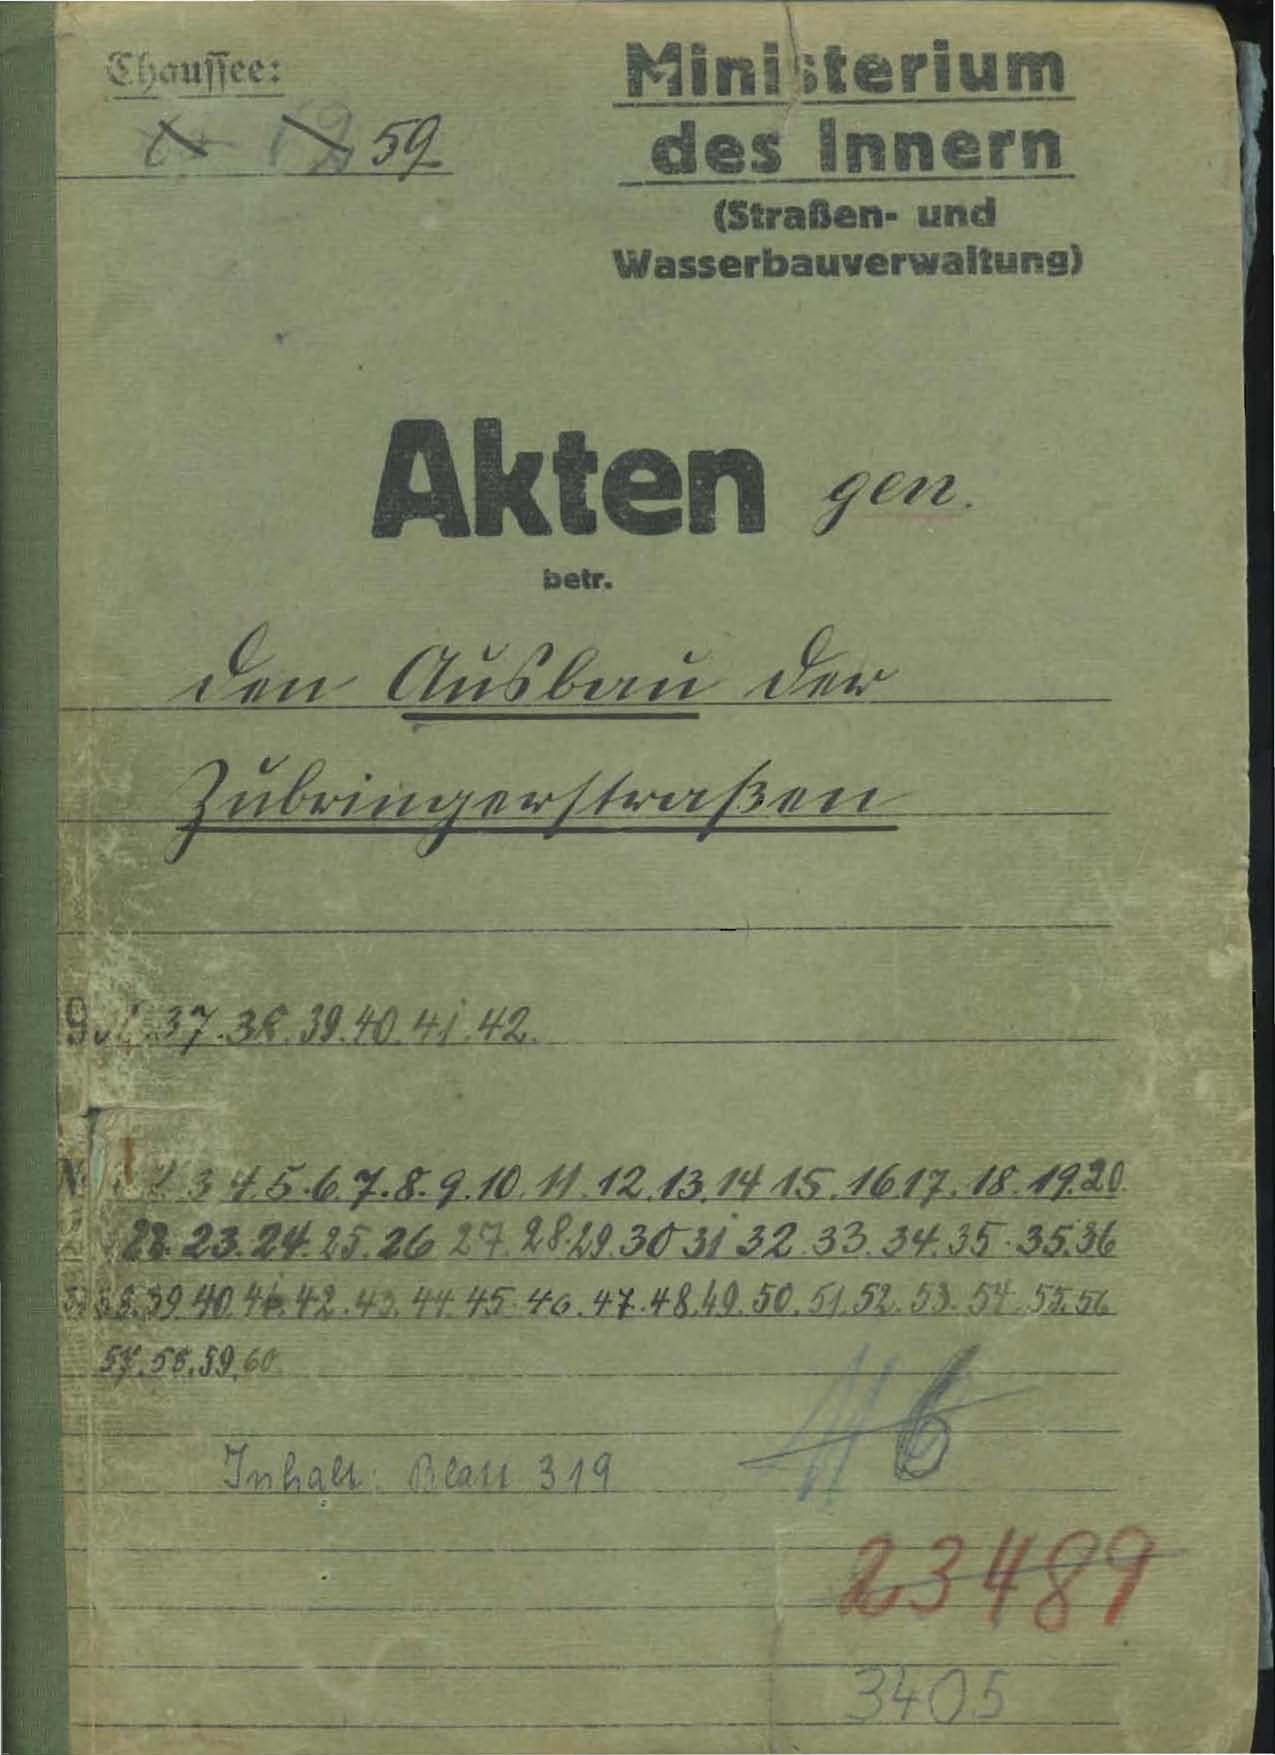 Chaussee:
59
Ministerium
des Innern
(Straßen- und
Wasserbauverwaltung)
Akten gen.
betr.
den Ausbau der
Zubringerstraßen
37. 38. 39. 40. 41. 42.
3 4. 5. 6. 7. 8. 9. 10. 11. 12. 13. 14 15. 16 17. 18. 19. 20.
22. 23. 24. 25. 26 27. 28. 29. 30 31 32. 33. 34. 35. 35. 36
38. 39. 40. 41. 42. 43. 44. 45. 46. 47. 48. 49. 50. 51. 52. 53. 54. 55. 56
57. 58. 59. 60
Inhalt: Blatt 319
23489
3405